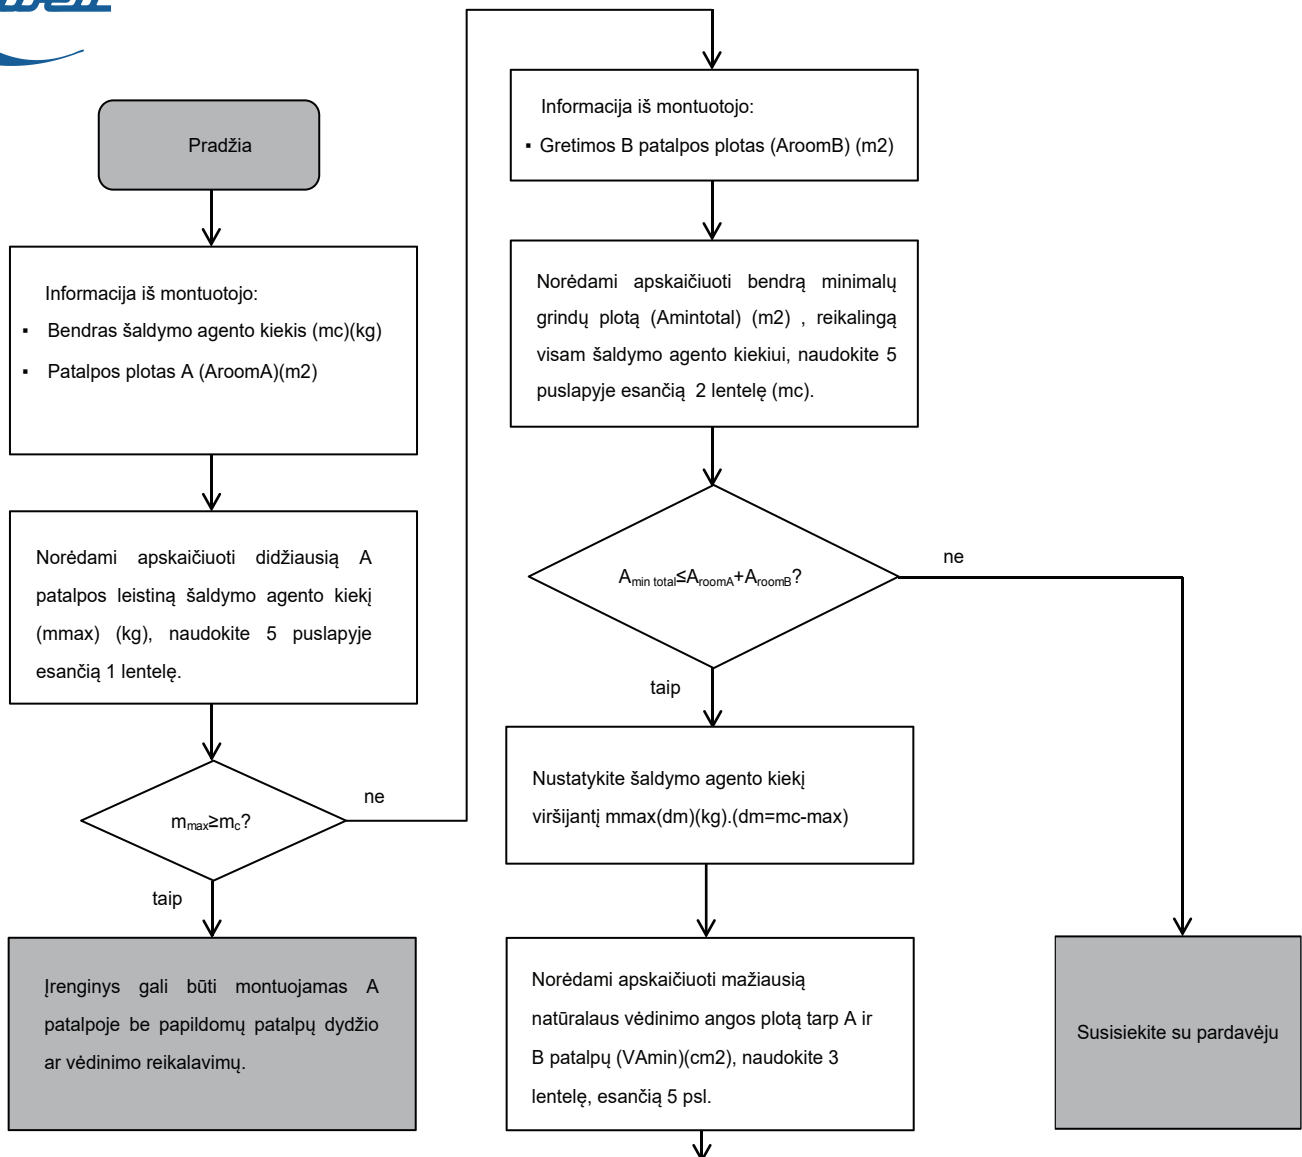 Pradžia
Informacija iš montuotojo:
▪ Bendras šaldymo agento kiekis (mc)(kg)
▪ Patalpos plotas A (AroomA)(m2)
Norėdami apskaičiuoti didžiausią A
patalpos leistiną šaldymo agento kiekį
(mmax) (kg), naudokite 5 puslapyje
esančią 1 lentelę.
mmax≥mc?
ne
taip
Įrenginys gali būti montuojamas A
patalpoje be papildomų patalpų dydžio
ar vėdinimo reikalavimų.
Informacija iš montuotojo:
▪ Gretimos B patalpos plotas (AroomB) (m2)
Norėdami apskaičiuoti bendrą minimalų
grindų plotą (Amintotal) (m2) , reikalingą
visam šaldymo agento kiekiui, naudokite 5
puslapyje esančią 2 lentelę (mc).
Amin total≤AroomA+AroomB?
ne
taip
Nustatykite šaldymo agento kiekį
viršijantį mmax(dm)(kg).(dm=mc-max)
Norėdami apskaičiuoti mažiausią
natūralaus vėdinimo angos plotą tarp A ir
B patalpų (VAmin)(cm2), naudokite 3
lentelę, esančią 5 psl.
Susisiekite su pardavėju